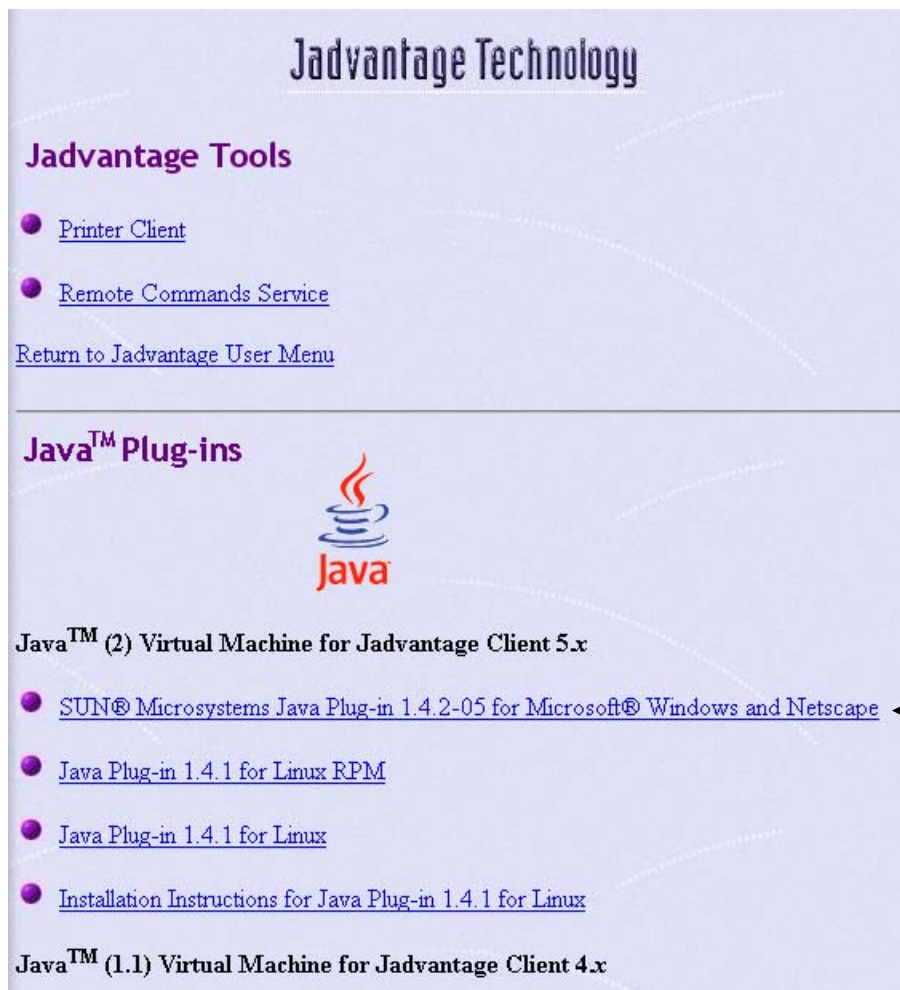 Jadvantage Technology
Jadvantage Tools
Printer Client
Remote Commands Service
Return to Jadvantage User Menu
Java™ Plug-ins
Java
Java™ (2) Virtual Machine for Jadvantage Client 5.x
SUN® Microsystems Java Plug-in 1.4.2-05 for Microsoft® Windows and Netscape
Java Plug-in 1.4.1 for Linux RPM
Java Plug-in 1.4.1 for Linux
Installation Instructions for Java Plug-in 1.4.1 for Linux
Java™ (1.1) Virtual Machine for Jadvantage Client 4.x